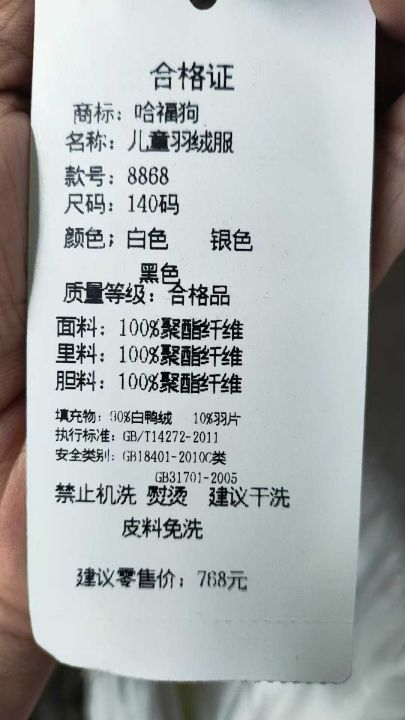 合格证
商标：哈福狗
名称：儿童羽绒服
款号：8868
尺码：140码
颜色；白色 银色
黑色
质量等级：合格品
面料：100%聚酯纤维
里料：100%聚酯纤维
胆料：100%聚酯纤维
填充物：90%白鸭绒 10%羽片
执行标准：GB/T14272-2011
安全类别：GB18401-2010C类
GB31701-2005
禁止机洗 熨烫 建议干洗
皮料免洗
建议零售价；768元